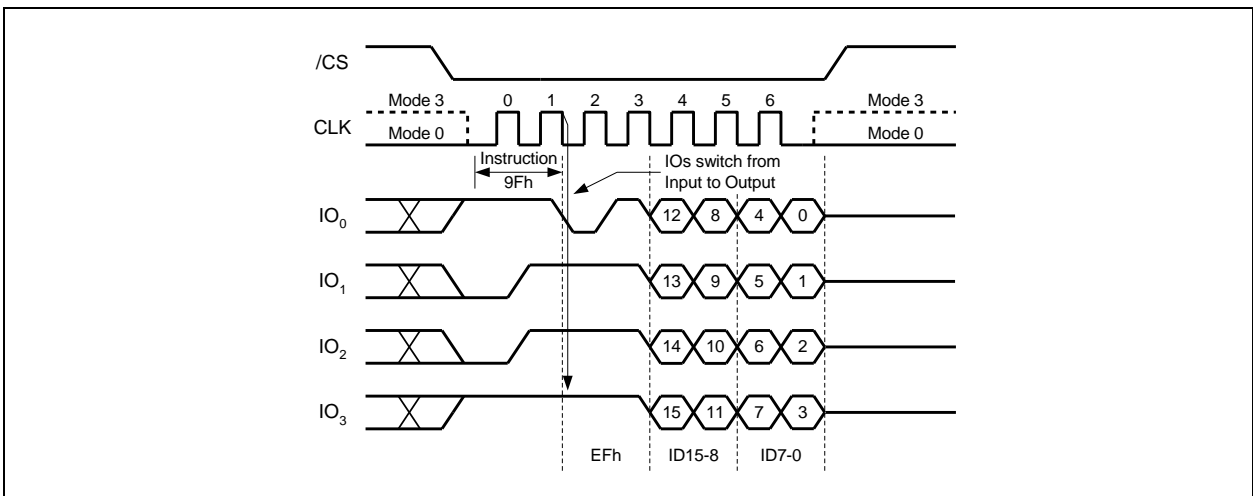 /CS
Mode 3 0 1 2 3 4 5 6 Mode 3
CLK
Mode 0 Mode 0
Instruction
9Fh
IOs switch from
Input to Output
IO0 12 8 4 0
IO1 13 9 5 1
IO2 14 10 6 2
IO3 15 11 7 3
EFh ID15-8 ID7-0